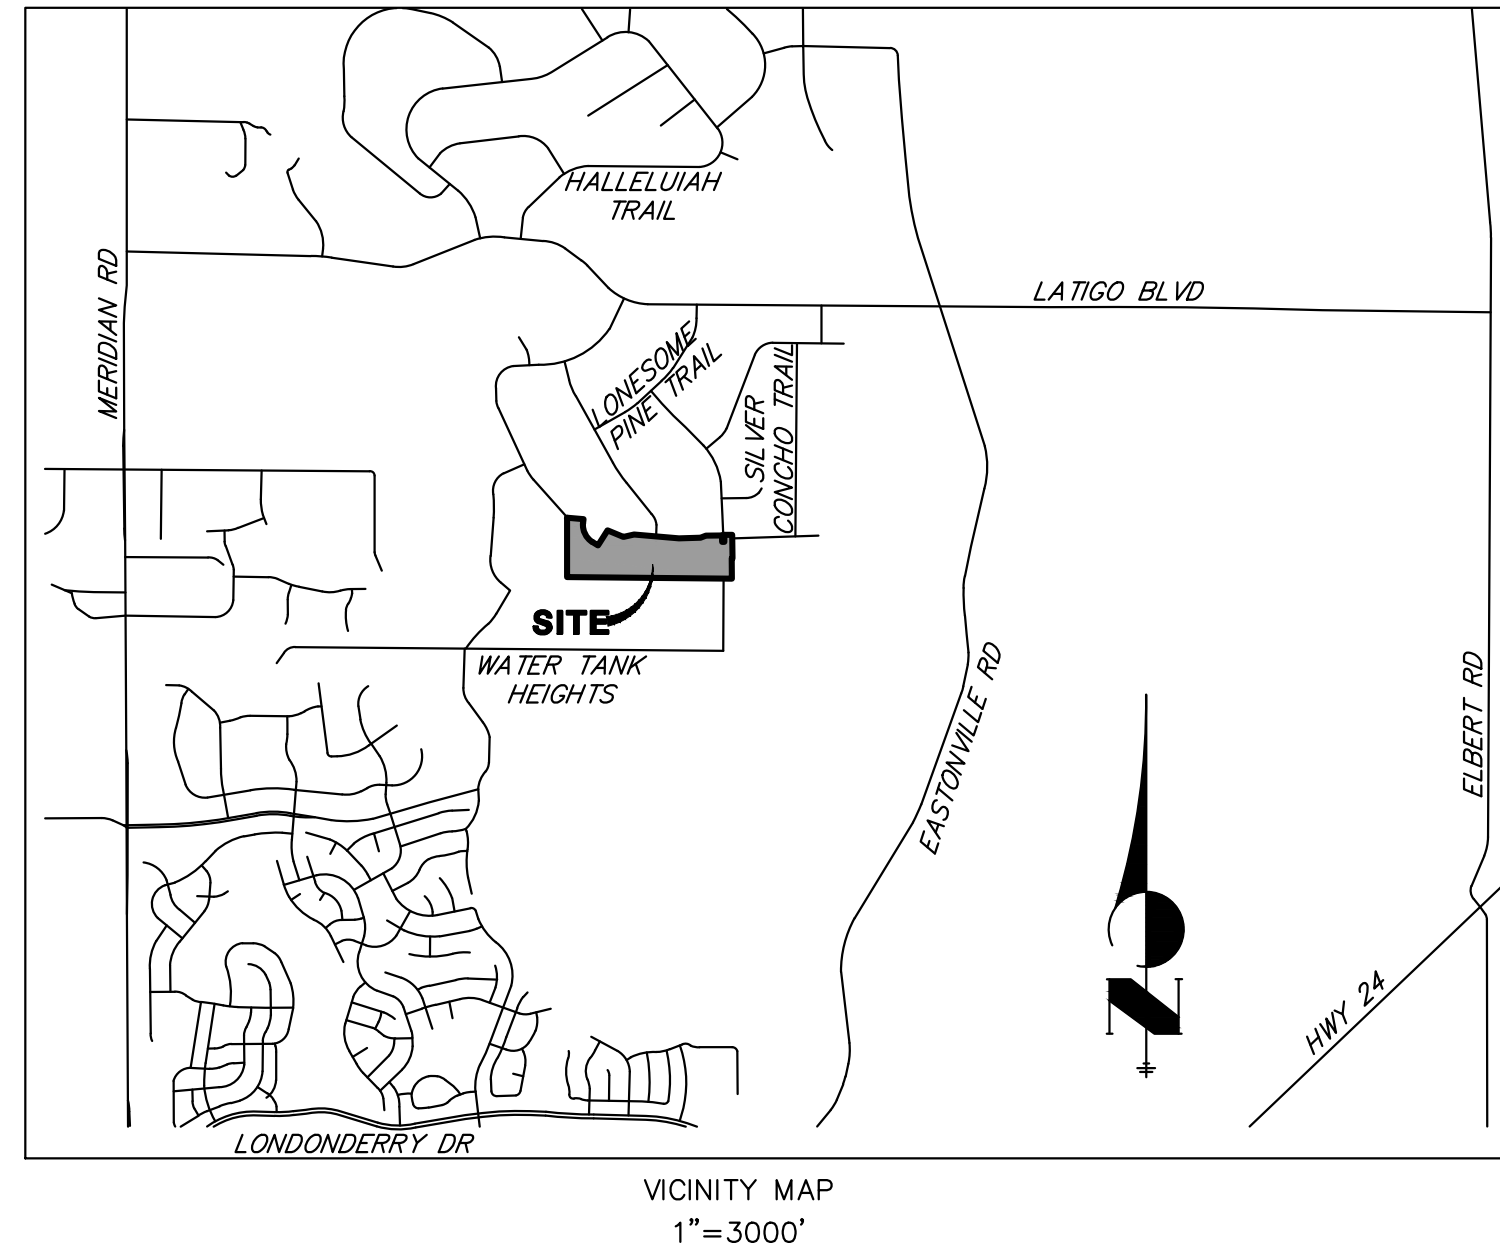 HALLELUIAH
TRAIL
MERIDIAN RD
LATIGO BLVD
LONESOME
PINE TRAIL
SILVER
CONCHO TRAIL
SITE
WATER TANK
HEIGHTS
EASTONVILLE RD
ELBERT RD
HWY 24
N
LONDONDERRY DR
VICINITY MAP
1"=3000'